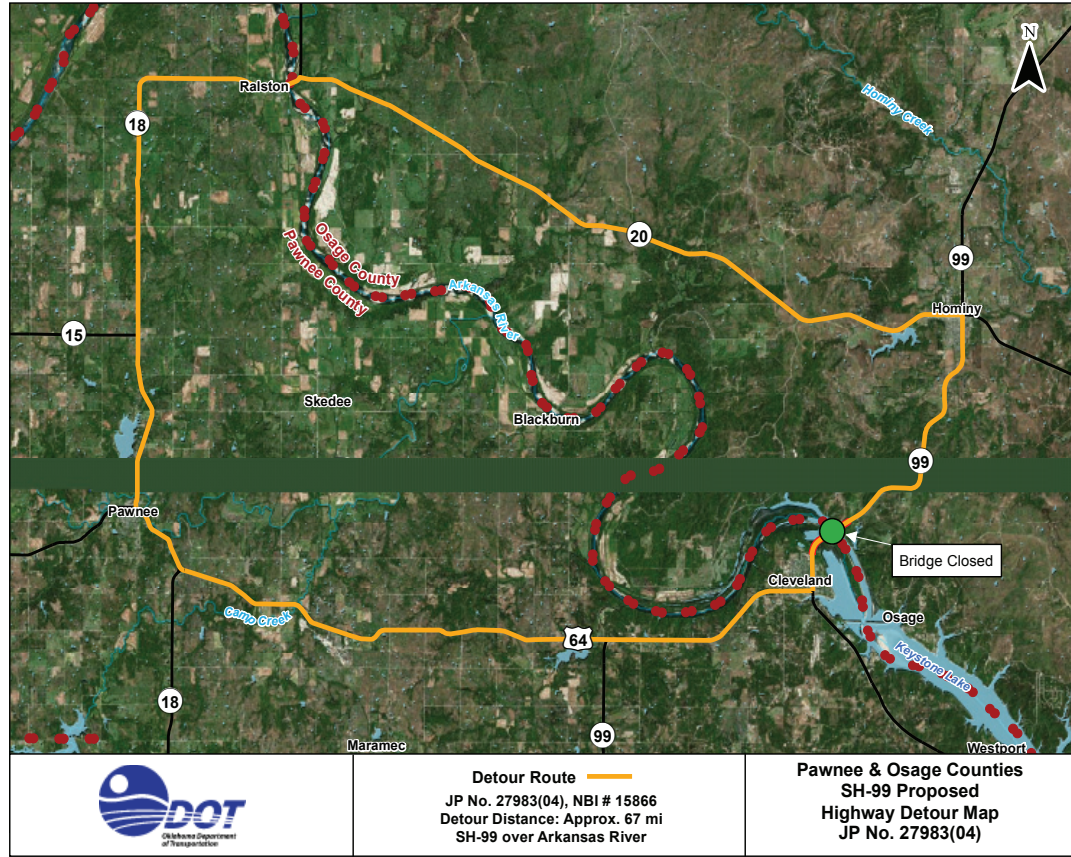 N
Ralston
Hominy Creek
18
Osage County
Pawnee County
20
99
Arkansas River
Hominy
15
Skedee
Blackburn
99
Pawnee
Bridge Closed
Cleveland
Camp Creek
Osage
64
Keystone Lake
18
99
Maramec
Westport
ODOT
Oklahoma Department
of Transportation
Detour Route
JP No. 27983(04), NBI # 15866
Detour Distance: Approx. 67 mi
SH-99 over Arkansas River
Pawnee & Osage Counties
SH-99 Proposed
Highway Detour Map
JP No. 27983(04)